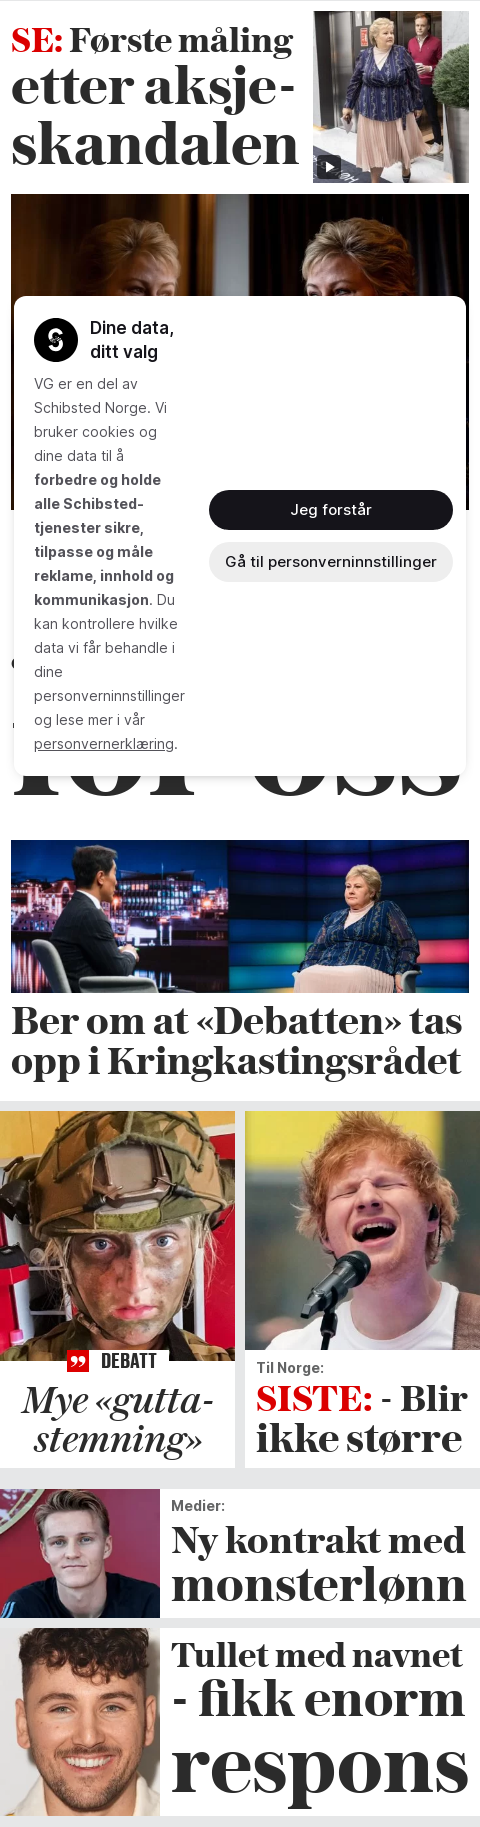 SE: Første måling
etter aksje-
skandalen
Dine data,
ditt valg
VG er en del av
Schibsted Norge. Vi
bruker cookies og
dine data til å
forbedre og holde
alle Schibsted-
tjenester sikre,
tilpasse og måle
reklame, innhold og
kommunikasjon. Du
kan kontrollere hvilke
data vi får behandle i
dine
personverninnstillinger
og lese mer i vår
personvernerklæring.
Jeg forstår
Gå til personverninnstillinger
for oss
Ber om at «Debatten» tas
opp i Kringkastingsrådet
DEBATT
Mye «gutta-
stemning»
Til Norge:
SISTE: - Blir
ikke større
Medier:
Ny kontrakt med
monsterlønn
Tullet med navnet
- fikk enorm
respons